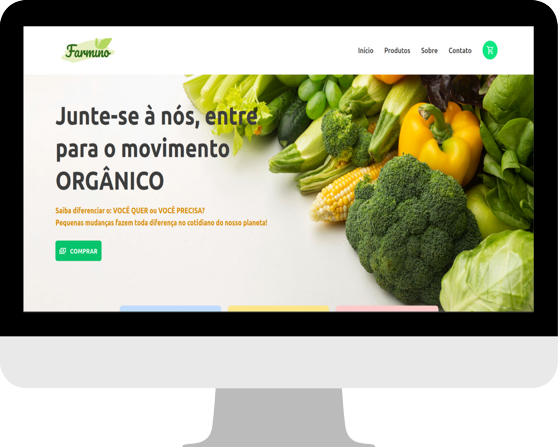 Farmino
Início Produtos Sobre Contato
Junte-se à nós, entre
para o movimento
ORGÂNICO
Saiba diferenciar o: VOCÊ QUER ou VOCÊ PRECISA?
Pequenas mudanças fazem toda diferença no cotidiano do nosso planeta!
COMPRAR